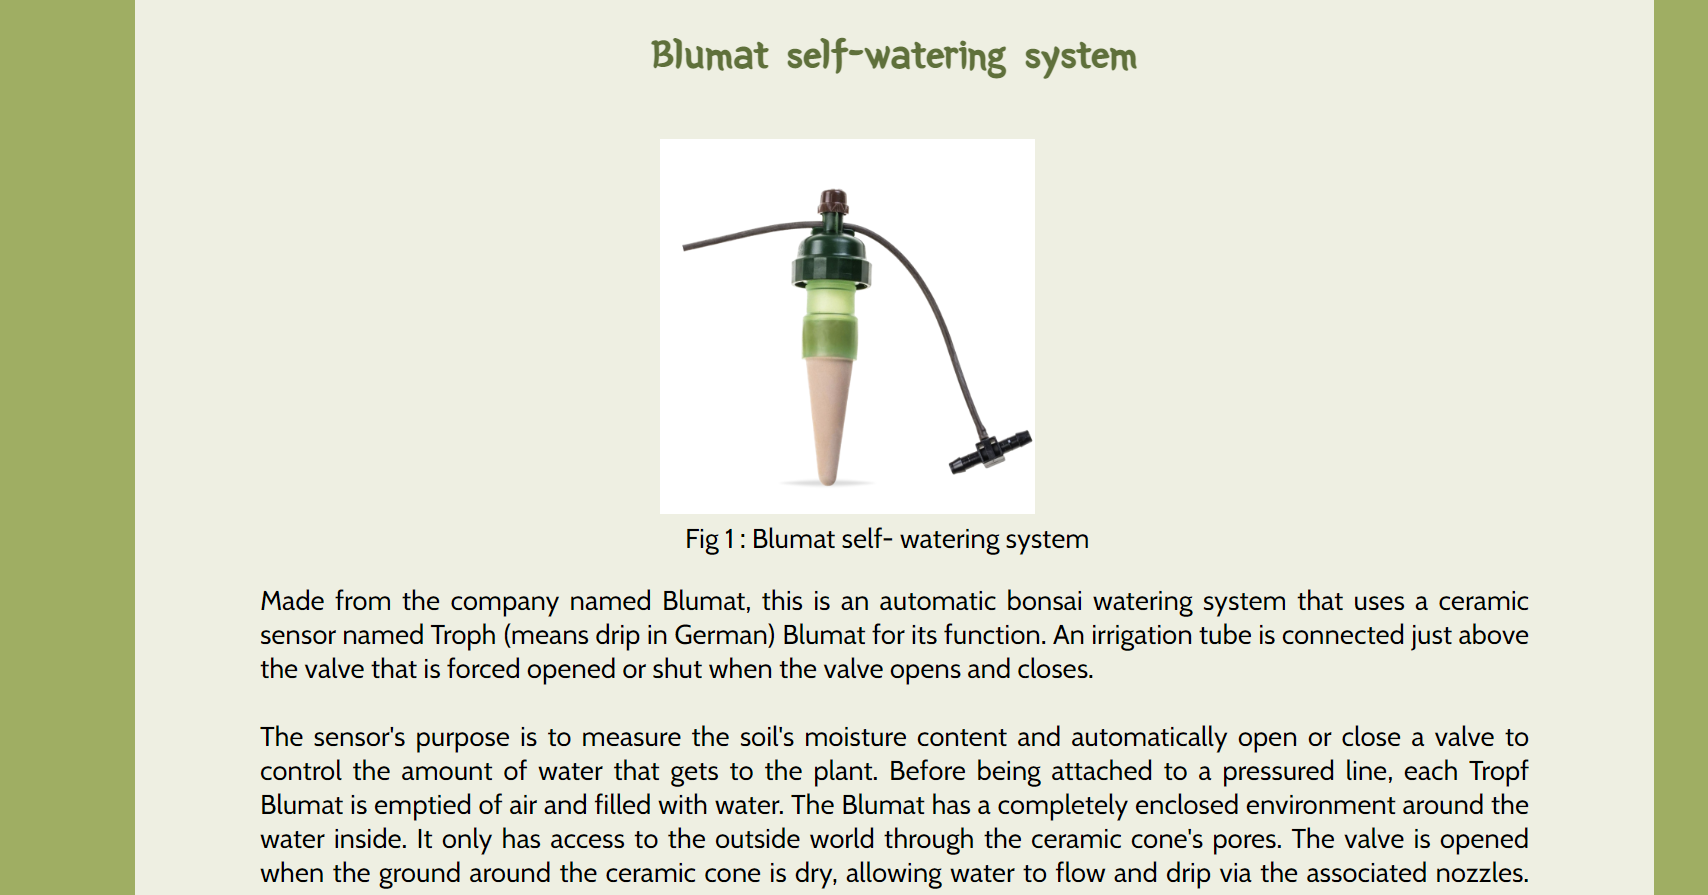 Blumat self-watering system
Fig 1 : Blumat self- watering system
Made from the company named Blumat, this is an automatic bonsai watering system that uses a ceramic
sensor named Troph (means drip in German) Blumat for its function. An irrigation tube is connected just above
the valve that is forced opened or shut when the valve opens and closes.
The sensor's purpose is to measure the soil's moisture content and automatically open or close a valve to
control the amount of water that gets to the plant. Before being attached to a pressured line, each Tropf
Blumat is emptied of air and filled with water. The Blumat has a completely enclosed environment around the
water inside. It only has access to the outside world through the ceramic cone's pores. The valve is opened
when the ground around the ceramic cone is dry, allowing water to flow and drip via the associated nozzles.